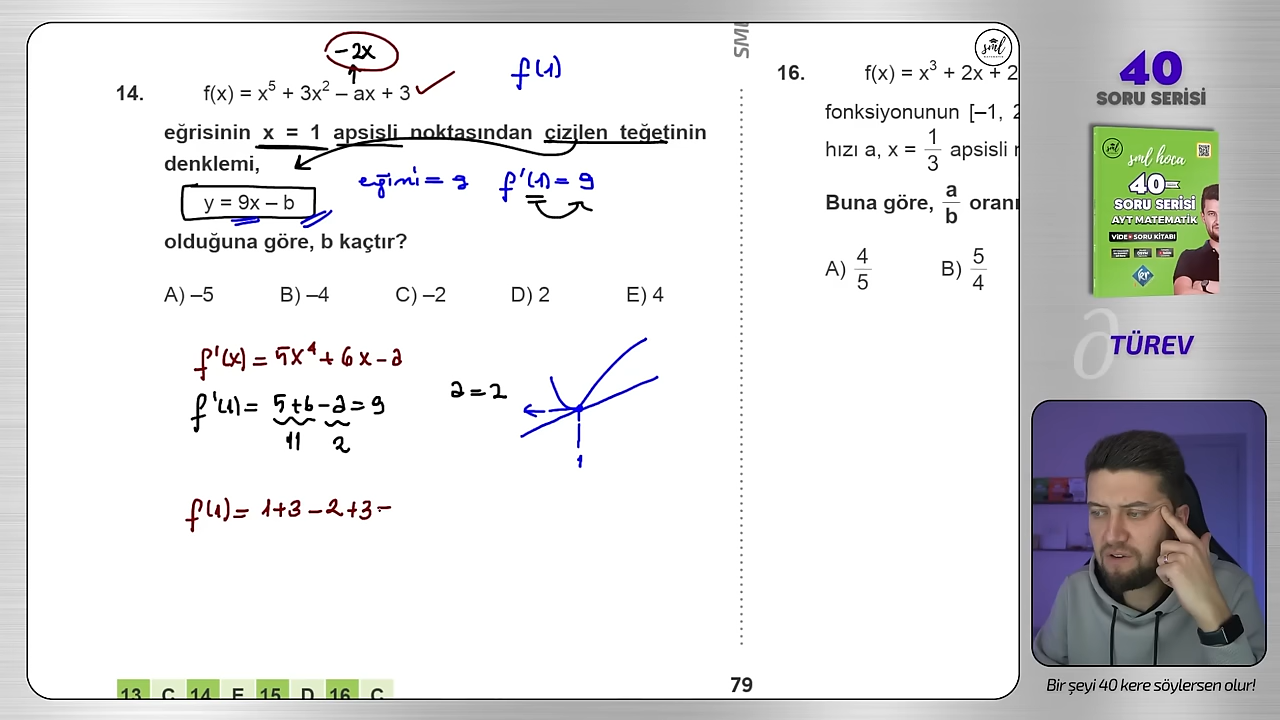 -2x
14. f(x) = x⁵ + 3x² – ax + 3
f(1)
eğrisinin x = 1 apsisli noktasından çizilen teğetinin
denklemi,
eğimi = 9 f'(1) = 9
y = 9x – b
olduğuna göre, b kaçtır?
A) –5 B) –4 C) –2 D) 2 E) 4
f'(x) = 5x⁴ + 6x - a
f'(1) = 5+6-a = 9
11 2
a = 2
1
f(1) = 1+3-2+3-
13 C 14 E 15 D 16 C
79
SML
sml
16. f(x) = x³ + 2x + 2
fonksiyonunun [–1, 2
hızı a, x = 1/3 apsisli
Buna göre, a/b oranı
A) 4/5 B) 5/4
40
SORU SERİSİ
sml hoca
40
SORU SERİSİ
AYT MATEMATİK
VİDEO SORU KİTABI
∂ TÜREV
Bir şeyi 40 kere söylersen olur!